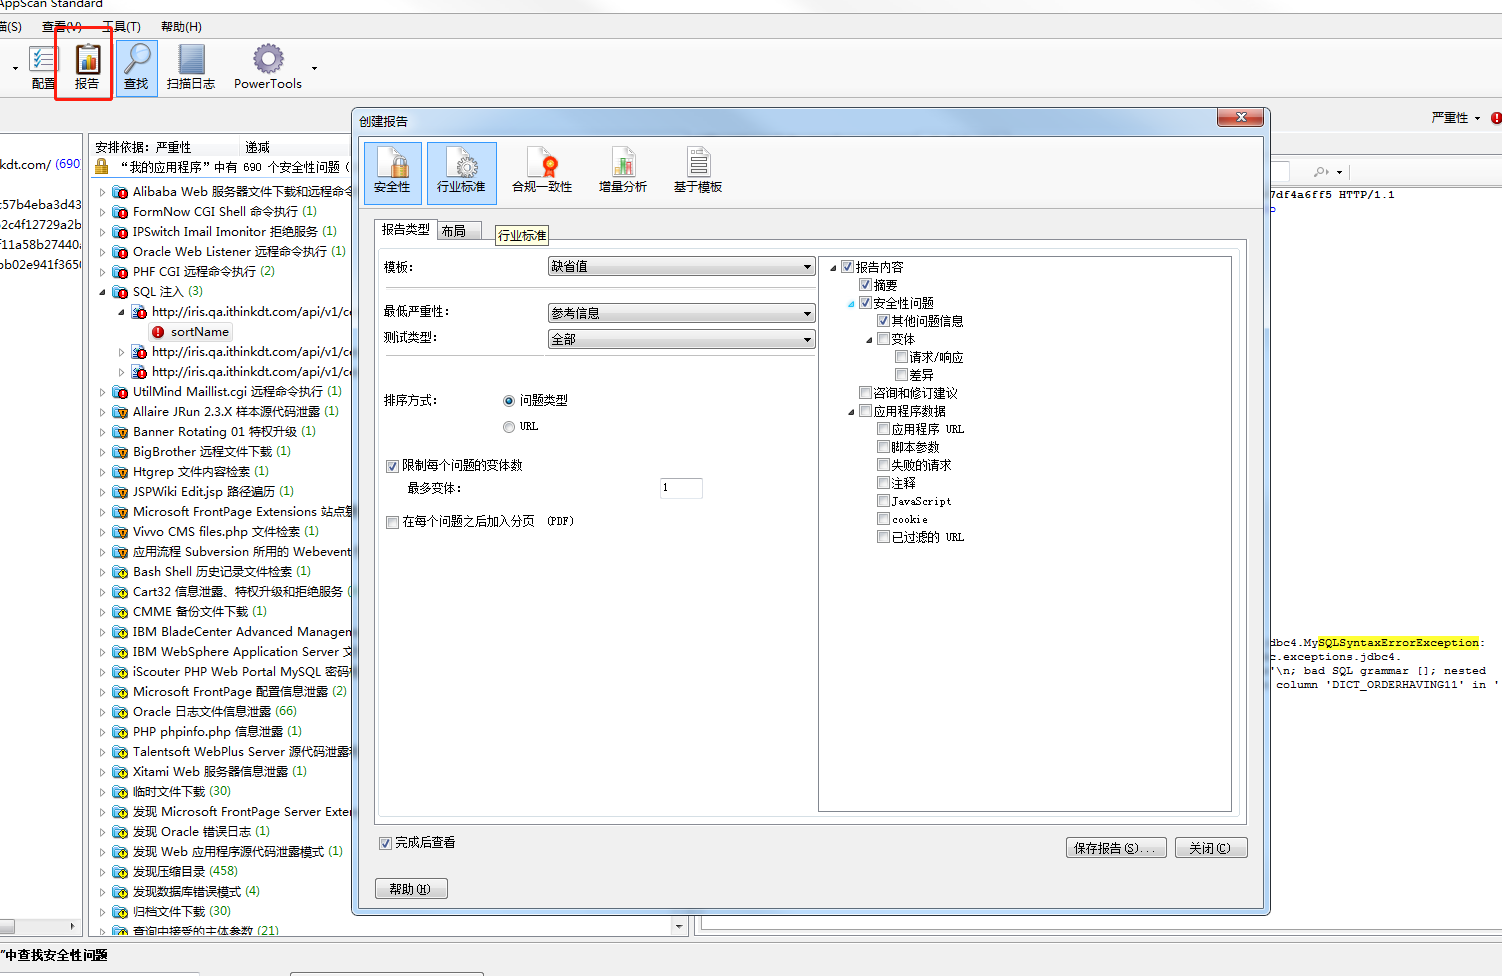 AppScan Standard
描(S) 查看(V) 工具(T) 帮助(H)
配置 报告 查找 扫描日志 PowerTools
严重性
创建报告
安全性 行业标准 合规一致性 增量分析 基于模板
报告类型 布局 行业标准
模板： 缺省值
最低严重性： 参考信息
测试类型： 全部
排序方式： 问题类型
URL
限制每个问题的变体数
最多变体： 1
在每个问题之后加入分页 (PDF)
报告内容
摘要
安全性问题
其他问题信息
变体
请求/响应
差异
咨询和修订建议
应用程序数据
应用程序 URL
脚本参数
失败的请求
注释
JavaScript
cookie
已过滤的 URL
完成后查看
保存报告(S)... 关闭(C)
帮助(H)
kdt.com/ (690)
c57b4eba3d43
2c4f12729a2b
f11a58b27440
bb02e941f365
安排依据：严重性 递减
“我的应用程序”中有 690 个安全性问题（
Alibaba Web 服务器文件下载和远程命令
FormNow CGI Shell 命令执行 (1)
IPSwitch Imail Imonitor 拒绝服务 (1)
Oracle Web Listener 远程命令执行 (1)
PHF CGI 远程命令执行 (2)
SQL 注入 (3)
http://iris.qa.ithinkdt.com/api/v1/c
sortName
http://iris.qa.ithinkdt.com/api/v1/c
http://iris.qa.ithinkdt.com/api/v1/c
UtilMind Maillist.cgi 远程命令执行 (1)
Allaire JRun 2.3.X 样本源代码泄露 (1)
Banner Rotating 01 特权升级 (1)
BigBrother 远程文件下载 (1)
Htgrep 文件内容检索 (1)
JSPWiki Edit.jsp 路径遍历 (1)
Microsoft FrontPage Extensions 站点
Vivvo CMS files.php 文件检索 (1)
应用流程 Subversion 所用的 Webevent
Bash Shell 历史记录文件检索 (1)
Cart32 信息泄露、特权升级和拒绝服务 (
CMME 备份文件下载 (1)
IBM BladeCenter Advanced Managem
IBM WebSphere Application Server 文
iScouter PHP Web Portal MySQL 密码
Microsoft FrontPage 配置信息泄露 (2)
Oracle 日志文件信息泄露 (66)
PHP phpinfo.php 信息泄露 (1)
Talentsoft WebPlus Server 源代码泄露
Xitami Web 服务器信息泄露 (1)
临时文件下载 (30)
发现 Microsoft FrontPage Server Exte
发现 Oracle 错误日志 (1)
发现 Web 应用程序源代码泄露模式 (1)
发现压缩目录 (458)
发现数据库错误模式 (4)
归档文件下载 (30)
查询中接受的主体参数 (21)
7df4a6ff5 HTTP/1.1
dbc4.MySQLSyntaxErrorException:
c.exceptions.jdbc4.
'\n; bad SQL grammar []; nested
column 'DICT_ORDERHAVING11' in '
”中查找安全性问题